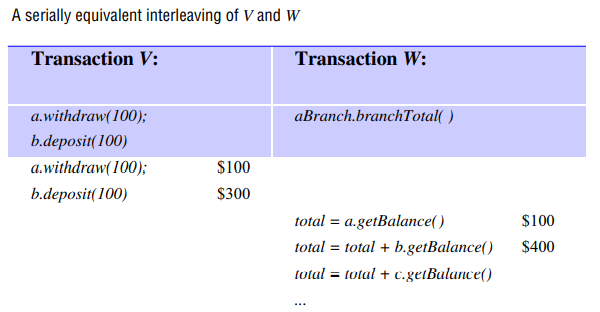 A serially equivalent interleaving of V and W
Transaction V: Transaction W:
a.withdraw(100); aBranch.branchTotal( )
b.deposit(100)
a.withdraw(100); $100
b.deposit(100) $300
total = a.getBalance( ) $100
total = total + b.getBalance() $400
total = total + c.getBalance()
...